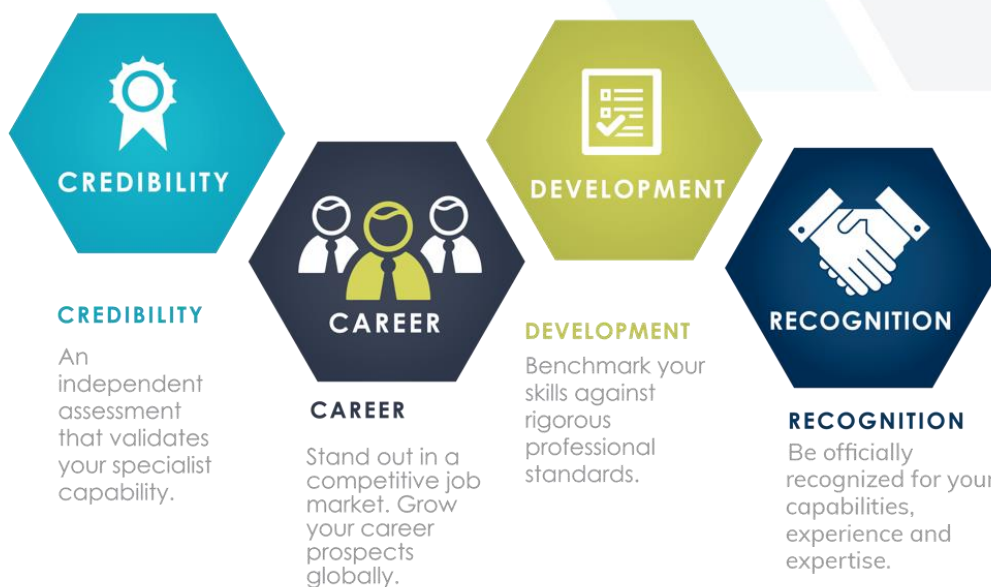 CREDIBILITY
CAREER
DEVELOPMENT
RECOGNITION
CREDIBILITY
An
independent
assessment
that validates
your specialist
capability.
CAREER
Stand out in a
competitive job
market. Grow
your career
prospects
globally.
DEVELOPMENT
Benchmark your
skills against
rigorous
professional
standards.
RECOGNITION
Be officially
recognized for your
capabilities,
experience and
expertise.